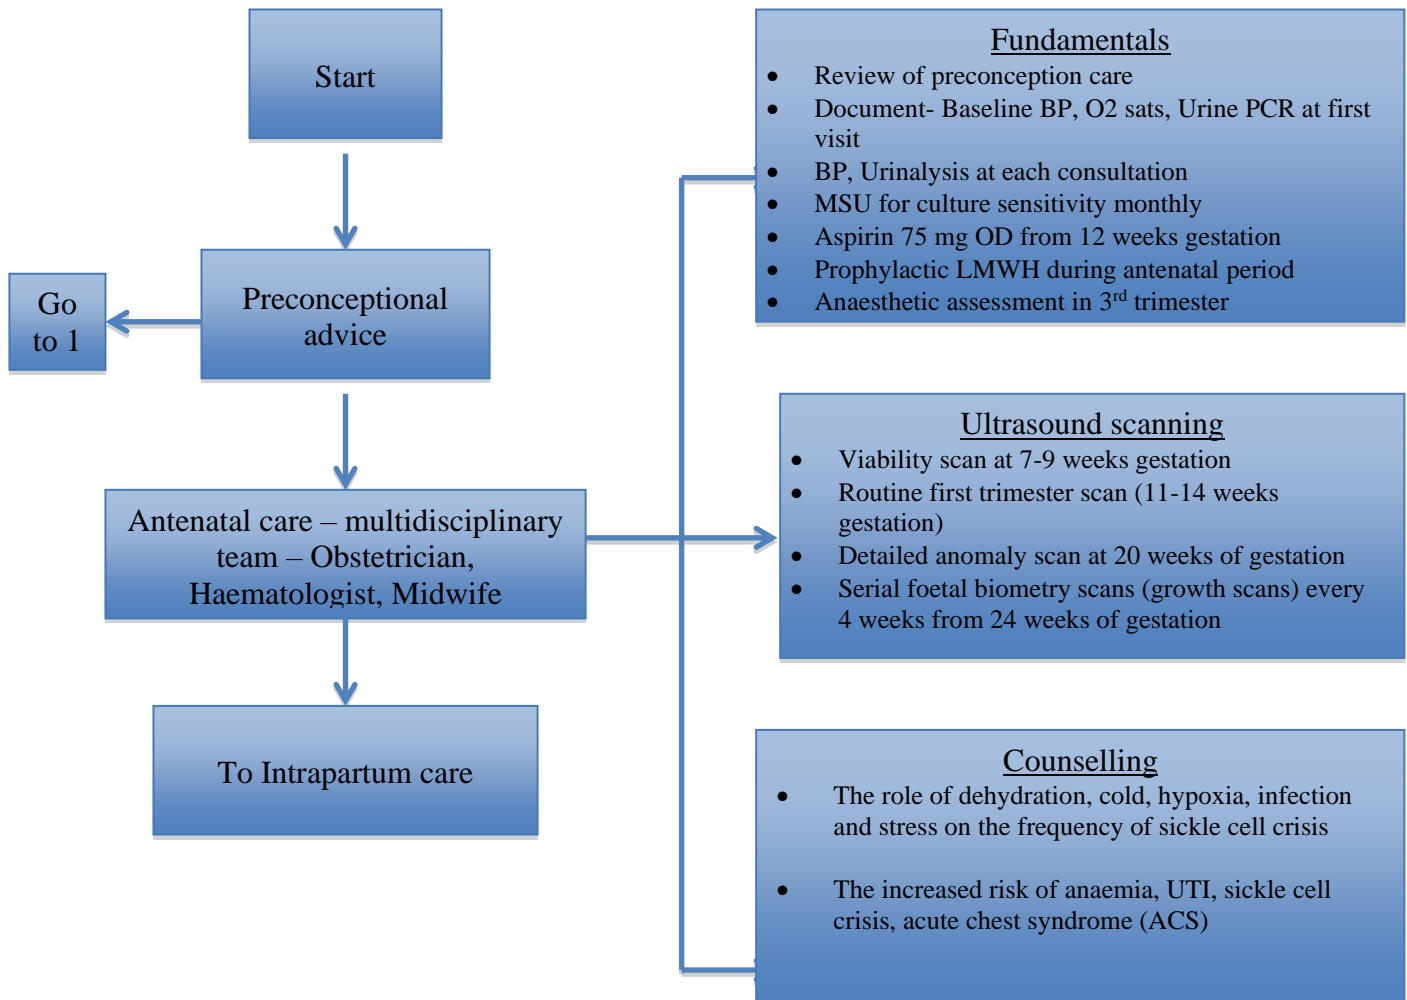 Start
Go
to 1
Preconceptional
advice
Antenatal care – multidisciplinary
team – Obstetrician,
Haematologist, Midwife
To Intrapartum care
Fundamentals
• Review of preconception care
• Document- Baseline BP, O2 sats, Urine PCR at first
visit
• BP, Urinalysis at each consultation
• MSU for culture sensitivity monthly
• Aspirin 75 mg OD from 12 weeks gestation
• Prophylactic LMWH during antenatal period
• Anaesthetic assessment in 3rd trimester
Ultrasound scanning
• Viability scan at 7-9 weeks gestation
• Routine first trimester scan (11-14 weeks
gestation)
• Detailed anomaly scan at 20 weeks of gestation
• Serial foetal biometry scans (growth scans) every
4 weeks from 24 weeks of gestation
Counselling
• The role of dehydration, cold, hypoxia, infection
and stress on the frequency of sickle cell crisis
• The increased risk of anaemia, UTI, sickle cell
crisis, acute chest syndrome (ACS)